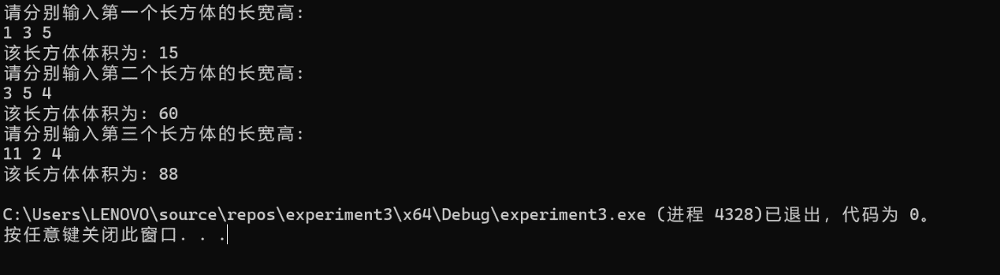 请分别输入第一个长方体的长宽高：
1 3 5
该长方体体积为：15
请分别输入第二个长方体的长宽高：
3 5 4
该长方体体积为：60
请分别输入第三个长方体的长宽高：
11 2 4
该长方体体积为：88
C:\Users\LENOVO\source\repos\experiment3\x64\Debug\experiment3.exe (进程 4328)已退出，代码为 0。
按任意键关闭此窗口. . .